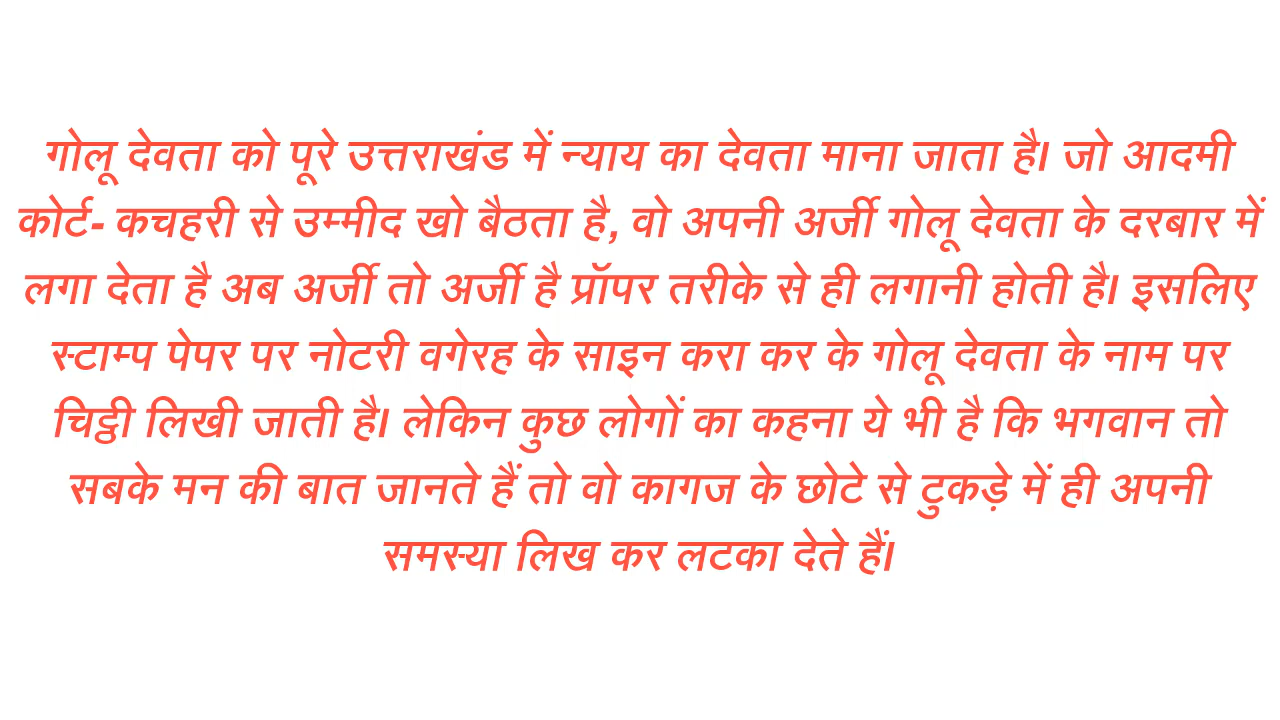 गोलू देवता को पूरे उत्तराखंड में न्याय का देवता माना जाता है। जो आदमी
कोर्ट- कचहरी से उम्मीद खो बैठता है, वो अपनी अर्जी गोलू देवता के दरबार में
लगा देता है अब अर्जी तो अर्जी है प्रॉपर तरीके से ही लगानी होती है। इसलिए
स्टाम्प पेपर पर नोटरी वगेरह के साइन करा कर के गोलू देवता के नाम पर
चिट्ठी लिखी जाती है। लेकिन कुछ लोगों का कहना ये भी है कि भगवान तो
सबके मन की बात जानते हैं तो वो कागज के छोटे से टुकड़े में ही अपनी
समस्या लिख कर लटका देते हैं।